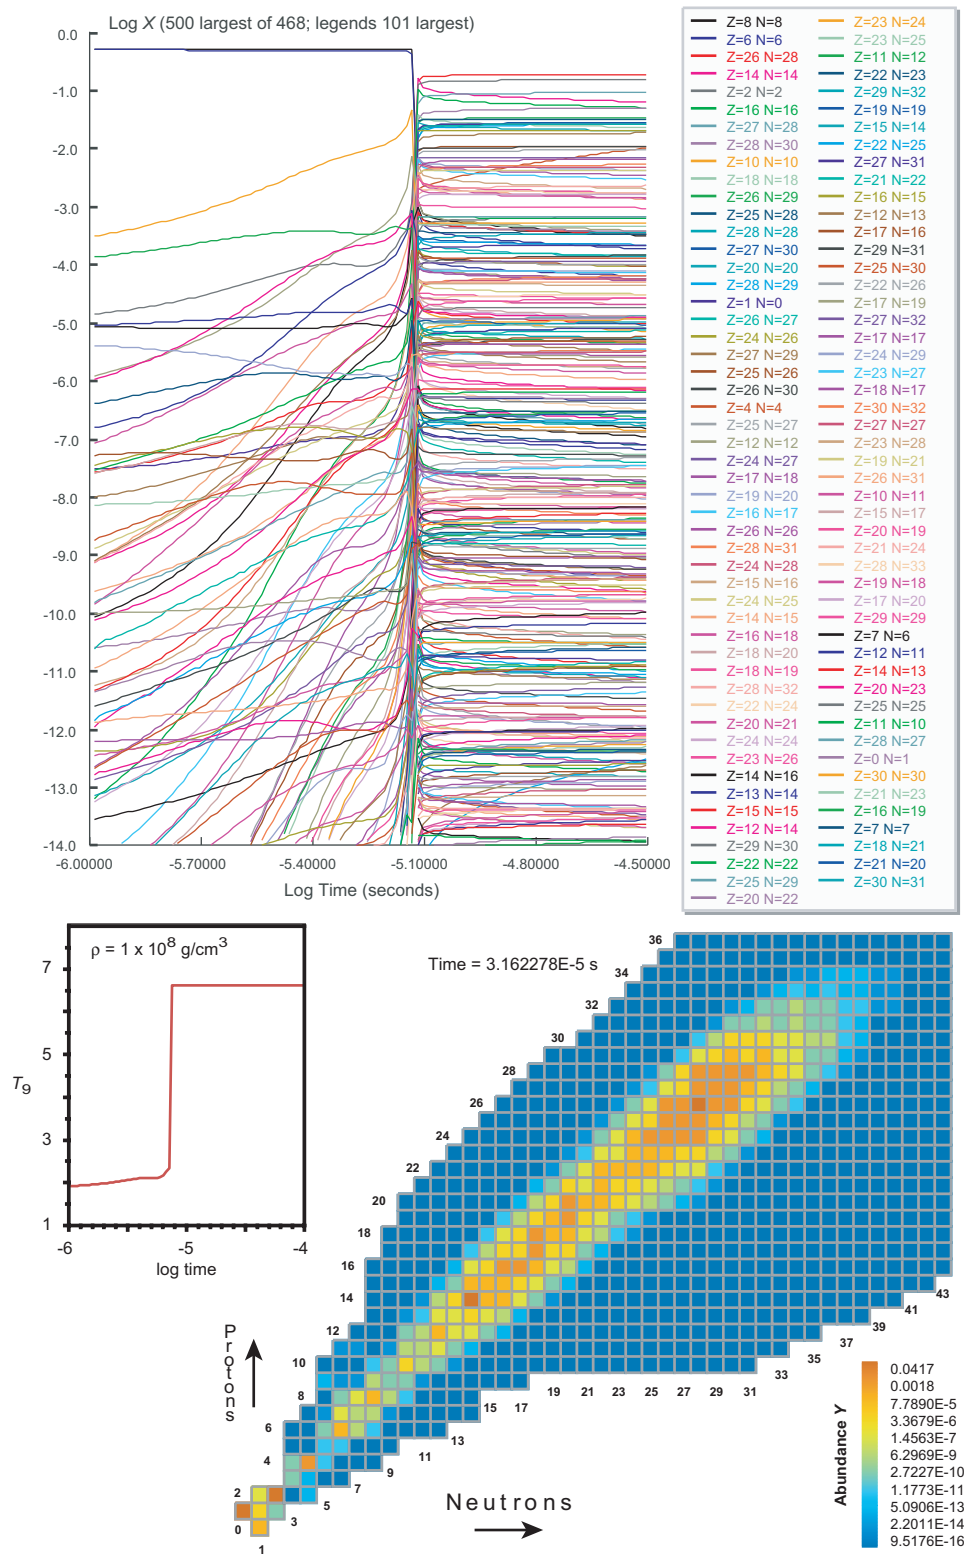 Log X (500 largest of 468; legends 101 largest)
0.0
-1.0
-2.0
-3.0
-4.0
-5.0
-6.0
-7.0
-8.0
-9.0
-10.0
-11.0
-12.0
-13.0
-14.0
-6.00000 -5.70000 -5.40000 -5.10000 -4.80000 -4.50000
Log Time (seconds)
Z=8 N=8
Z=6 N=6
Z=26 N=28
Z=14 N=14
Z=2 N=2
Z=16 N=16
Z=27 N=28
Z=28 N=30
Z=10 N=10
Z=18 N=18
Z=26 N=29
Z=25 N=28
Z=28 N=28
Z=27 N=30
Z=20 N=20
Z=28 N=29
Z=1 N=0
Z=26 N=27
Z=24 N=26
Z=27 N=29
Z=25 N=26
Z=26 N=30
Z=4 N=4
Z=25 N=27
Z=12 N=12
Z=24 N=27
Z=17 N=18
Z=19 N=20
Z=16 N=17
Z=26 N=26
Z=28 N=31
Z=24 N=28
Z=15 N=16
Z=24 N=25
Z=14 N=15
Z=16 N=18
Z=18 N=20
Z=18 N=19
Z=28 N=32
Z=22 N=24
Z=20 N=21
Z=24 N=24
Z=23 N=26
Z=14 N=16
Z=13 N=14
Z=15 N=15
Z=12 N=14
Z=29 N=30
Z=22 N=22
Z=25 N=29
Z=20 N=22
Z=23 N=24
Z=23 N=25
Z=11 N=12
Z=22 N=23
Z=29 N=32
Z=19 N=19
Z=15 N=14
Z=22 N=25
Z=27 N=31
Z=21 N=22
Z=16 N=15
Z=12 N=13
Z=17 N=16
Z=29 N=31
Z=25 N=30
Z=22 N=26
Z=17 N=19
Z=27 N=32
Z=17 N=17
Z=24 N=29
Z=23 N=27
Z=18 N=17
Z=30 N=32
Z=27 N=27
Z=23 N=28
Z=19 N=21
Z=26 N=31
Z=10 N=11
Z=15 N=17
Z=20 N=19
Z=21 N=24
Z=28 N=33
Z=19 N=18
Z=17 N=20
Z=29 N=29
Z=7 N=6
Z=12 N=11
Z=14 N=13
Z=20 N=23
Z=25 N=25
Z=11 N=10
Z=28 N=27
Z=0 N=1
Z=30 N=30
Z=21 N=23
Z=16 N=19
Z=7 N=7
Z=18 N=21
Z=21 N=20
Z=30 N=31
ρ = 1 x 10⁸ g/cm³
7
5
3
1
T₉
-6 -5 -4
log time
Time = 3.162278E-5 s
36
34
32
30
28
26
24
22
20
18
16
14
12
10
8
6
4
2
0
1
3
5
7
9
11
13
15
17
19
21
23
25
27
29
31
33
35
37
39
41
43
Protons
Neutrons
Abundance Y
0.0417
0.0018
7.7890E-5
3.3679E-6
1.4563E-7
6.2969E-9
2.7227E-10
1.1773E-11
5.0906E-13
2.2011E-14
9.5176E-16